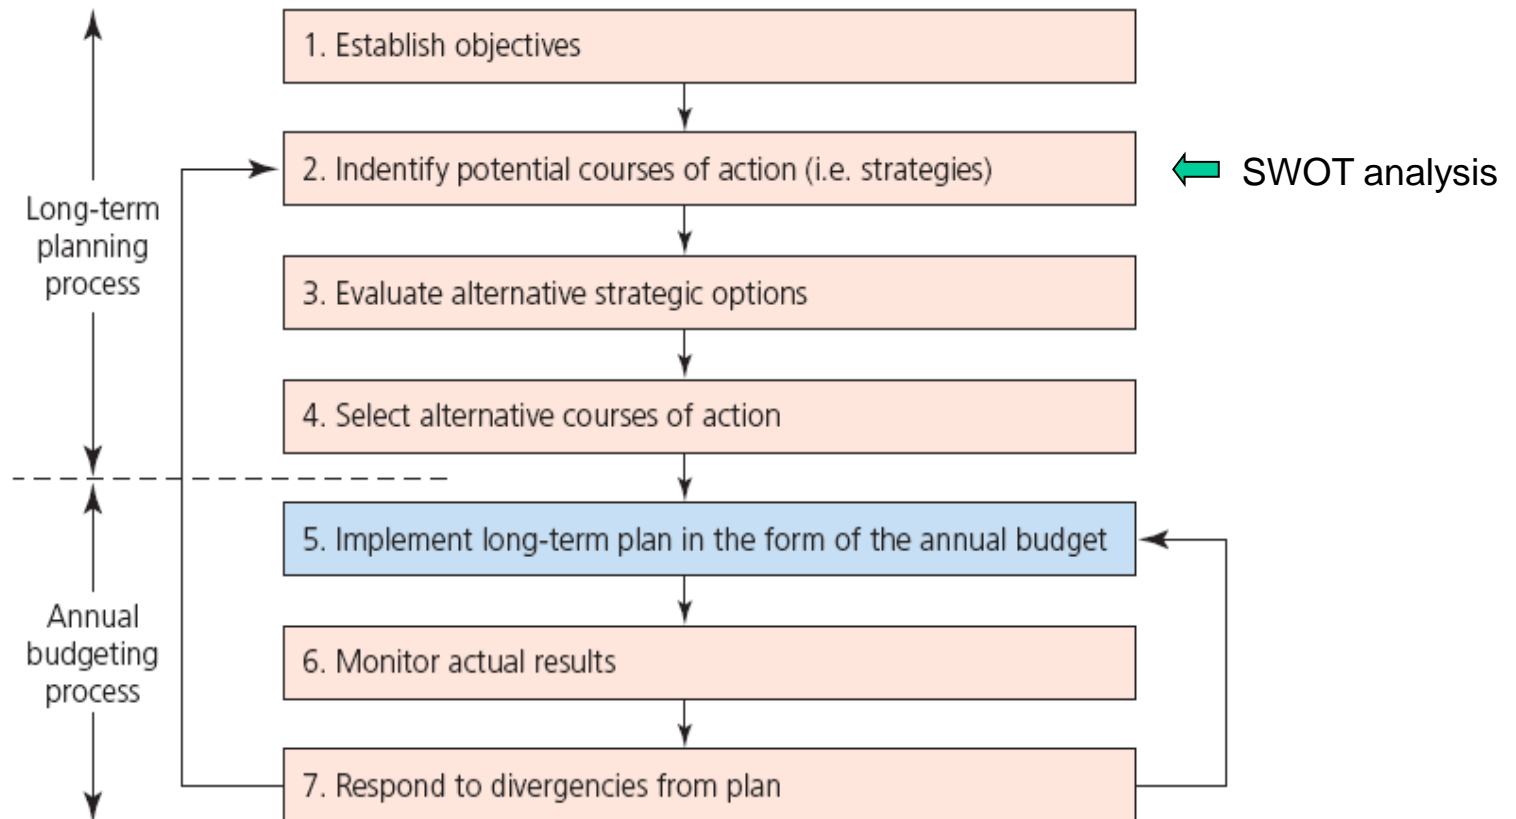 1. Establish objectives
2. Indentify potential courses of action (i.e. strategies)
SWOT analysis
Long-term
planning
process
3. Evaluate alternative strategic options
4. Select alternative courses of action
5. Implement long-term plan in the form of the annual budget
Annual
budgeting
process
6. Monitor actual results
7. Respond to divergencies from plan